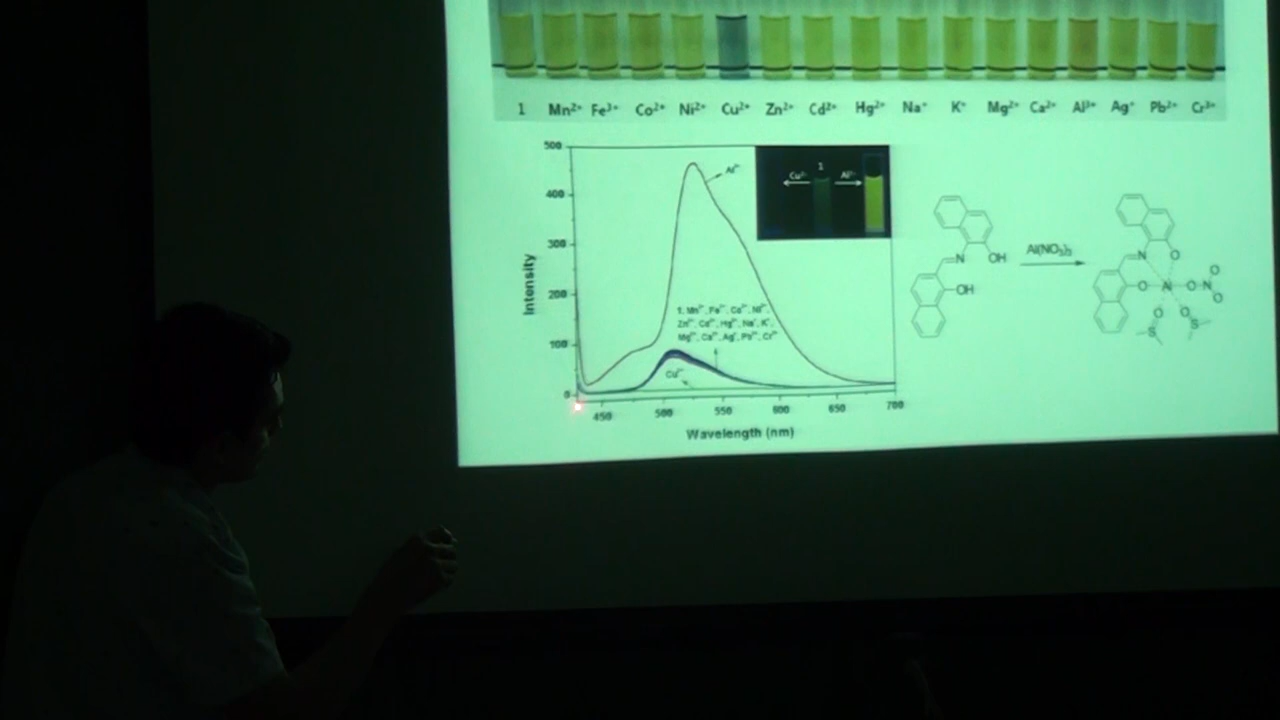 1 Mn²⁺ Fe³⁺ Co²⁺ Ni²⁺ Cu²⁺ Zn²⁺ Cd²⁺ Hg²⁺ Na⁺ K⁺ Mg²⁺ Ca²⁺ Al³⁺ Ag⁺ Pb²⁺ Cr³⁺
500
400
300
200
100
0
Intensity
Al³⁺
Cu²⁺ 1 Al³⁺
1, Mn²⁺, Fe³⁺, Co²⁺, Ni²⁺,
Zn²⁺, Cd²⁺, Hg²⁺, Na⁺, K⁺,
Mg²⁺, Ca²⁺, Ag⁺, Pb²⁺, Cr³⁺
Cu²⁺
450 500 550 600 650 700
Wavelength (nm)
N OH
OH
Al(NO₃)₃
N O
O Al O N O
O
O O
S S